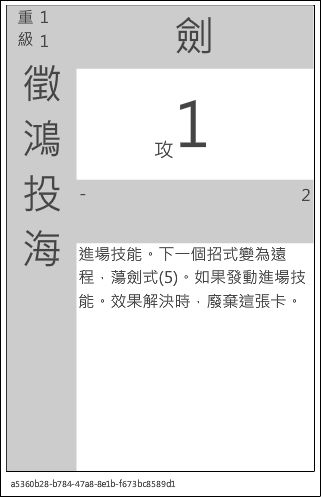 重 1
級 1
劍
徵鴻投海
攻 1
- 2
進場技能。下一個招式變為遠
程，蕩劍式(5)。如果發動進場技
能。效果解決時，廢棄這張卡。
a5360b28-b784-47a8-8e1b-f673bc8589d1